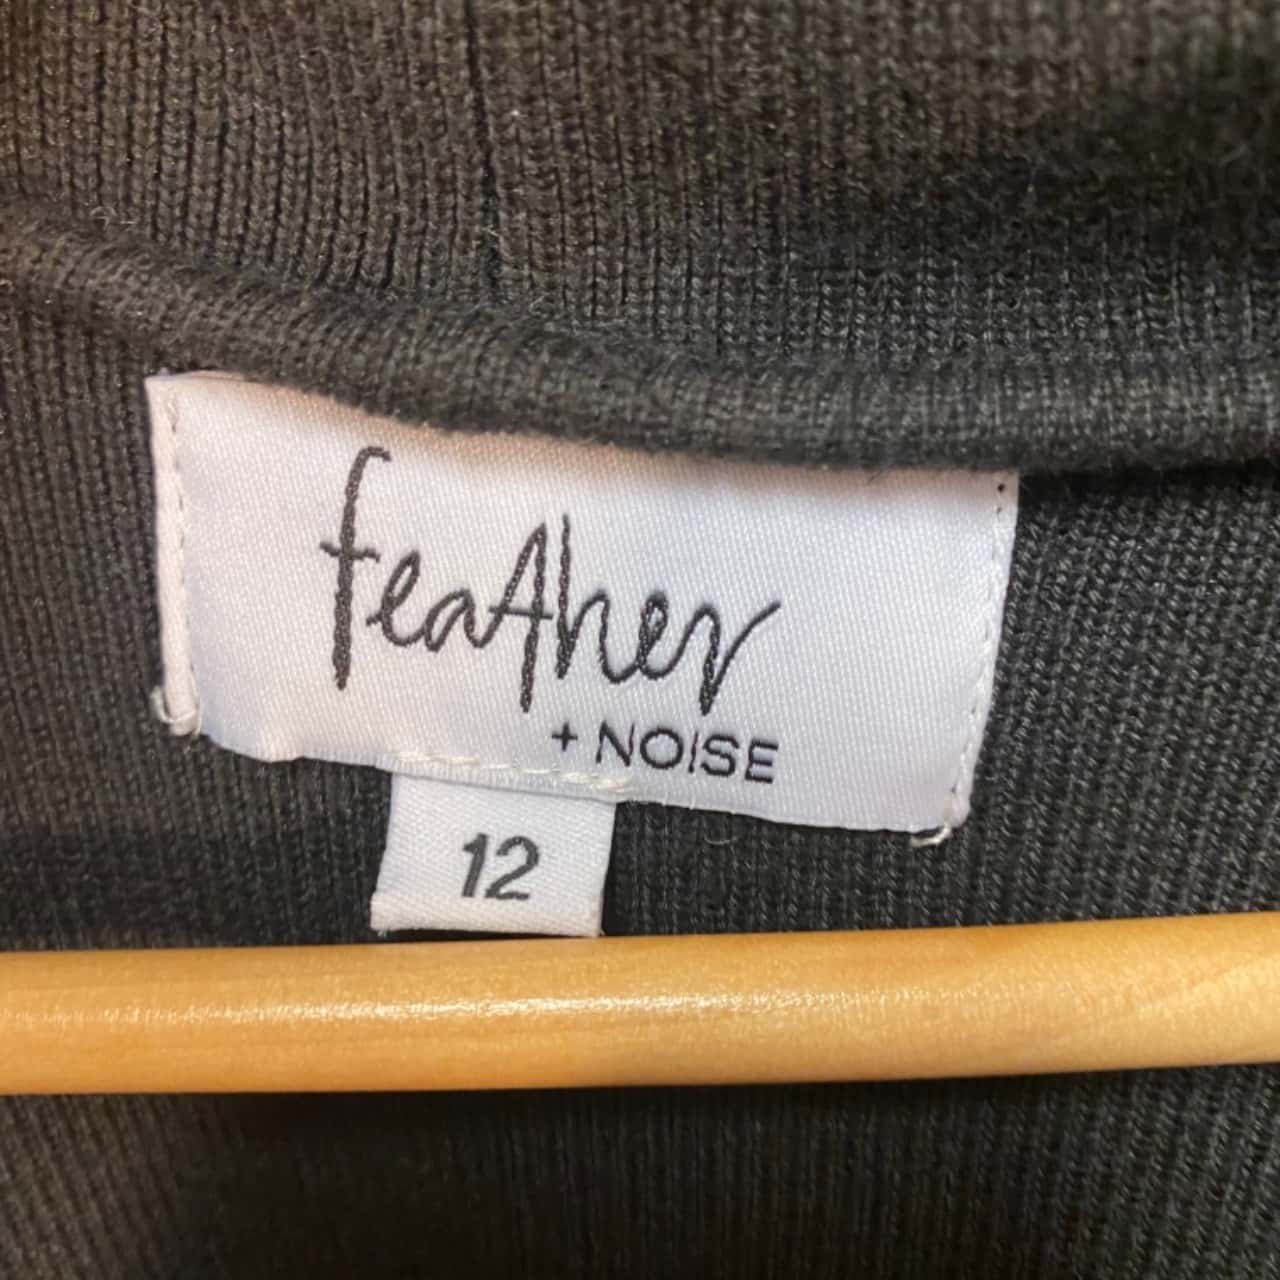 feather
+ NOISE
12